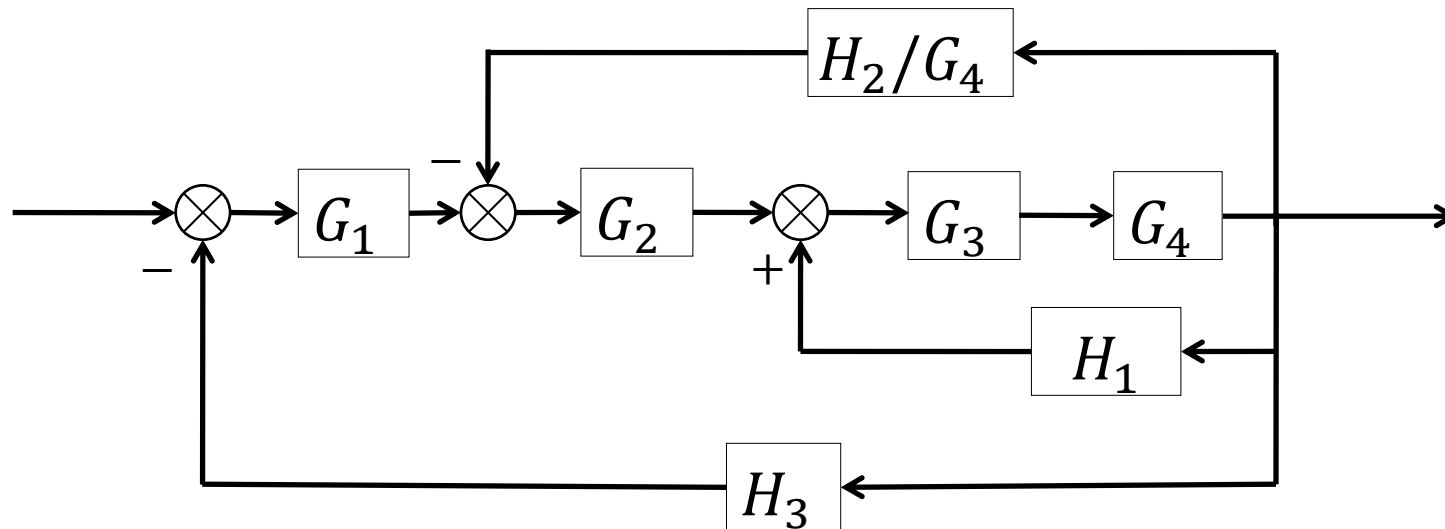 H₂/G₄
−
G₁
G₂
G₃
G₄
−
+
H₁
H₃